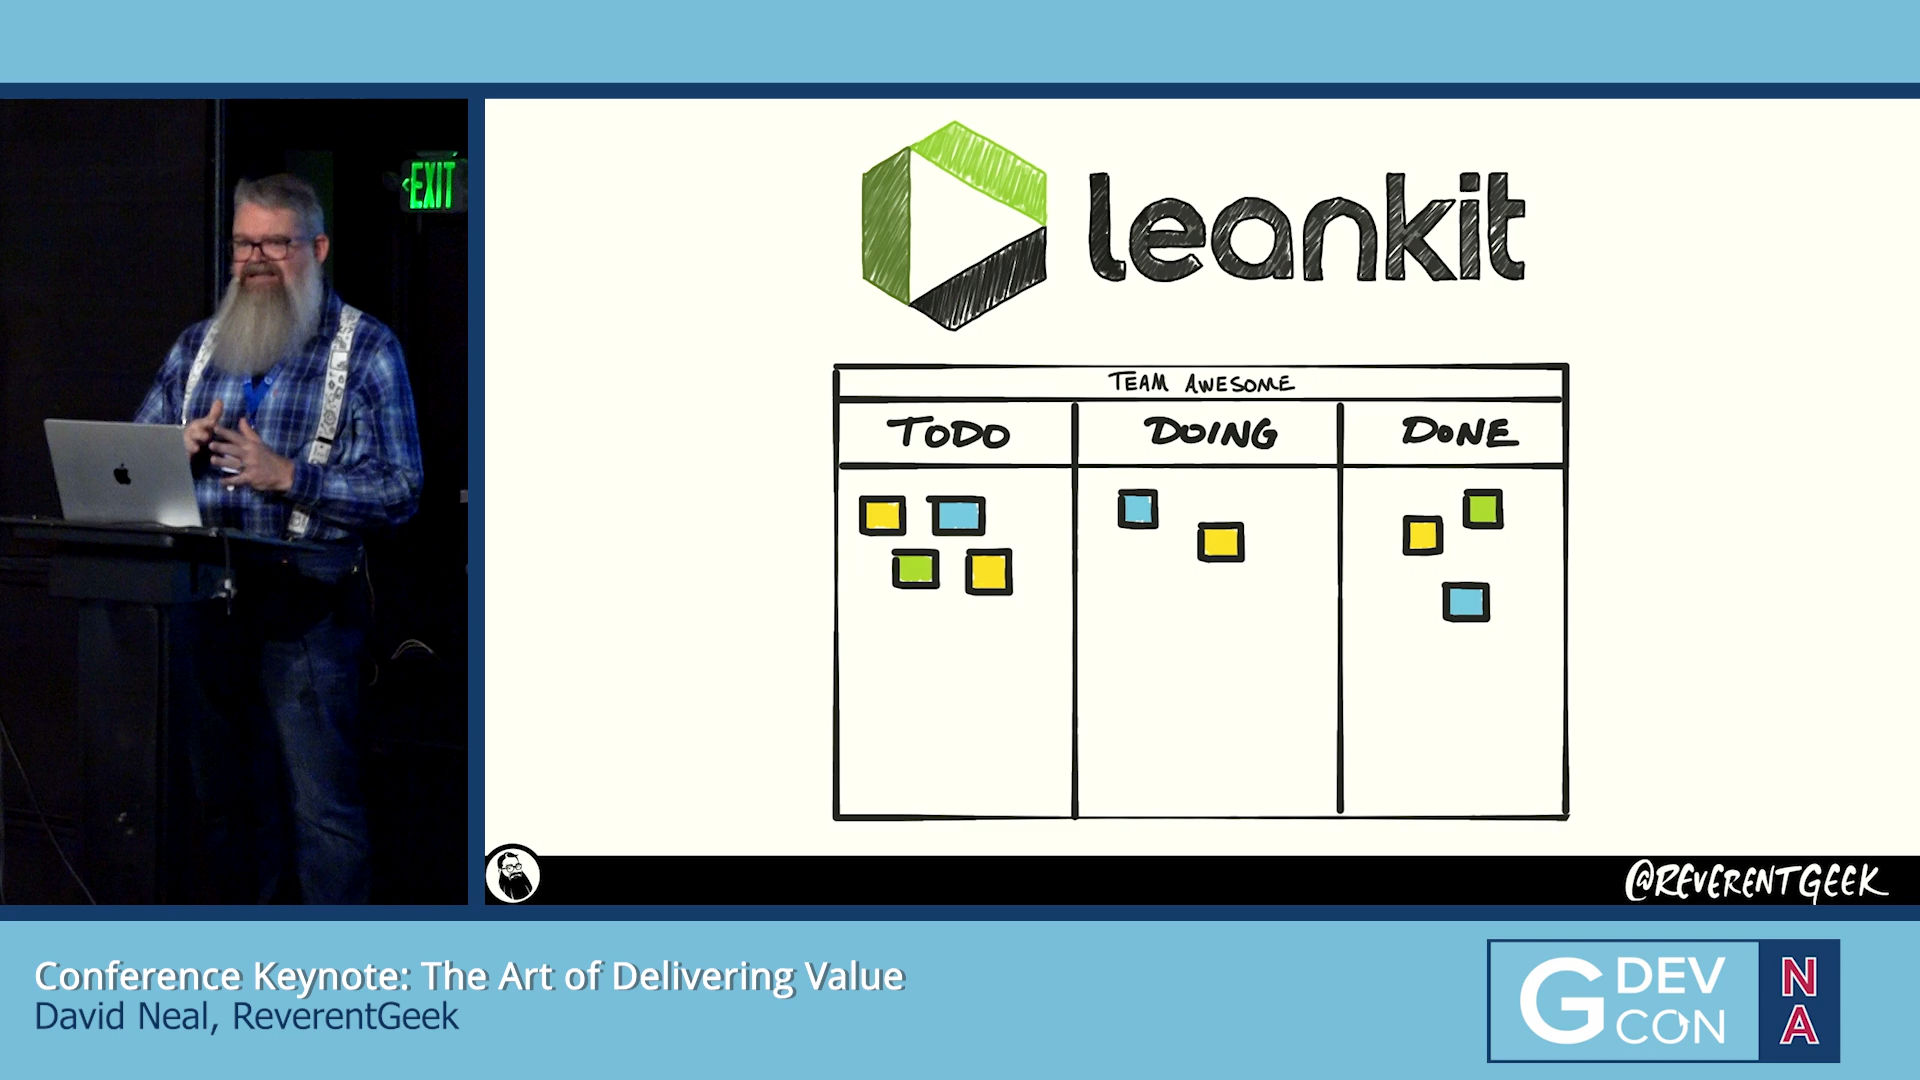 EXIT
leankit
TEAM AWESOME
TODO
DOING
DONE
@REVERENTGEEK
Conference Keynote: The Art of Delivering Value
David Neal, ReverentGeek
G DEV CON NA